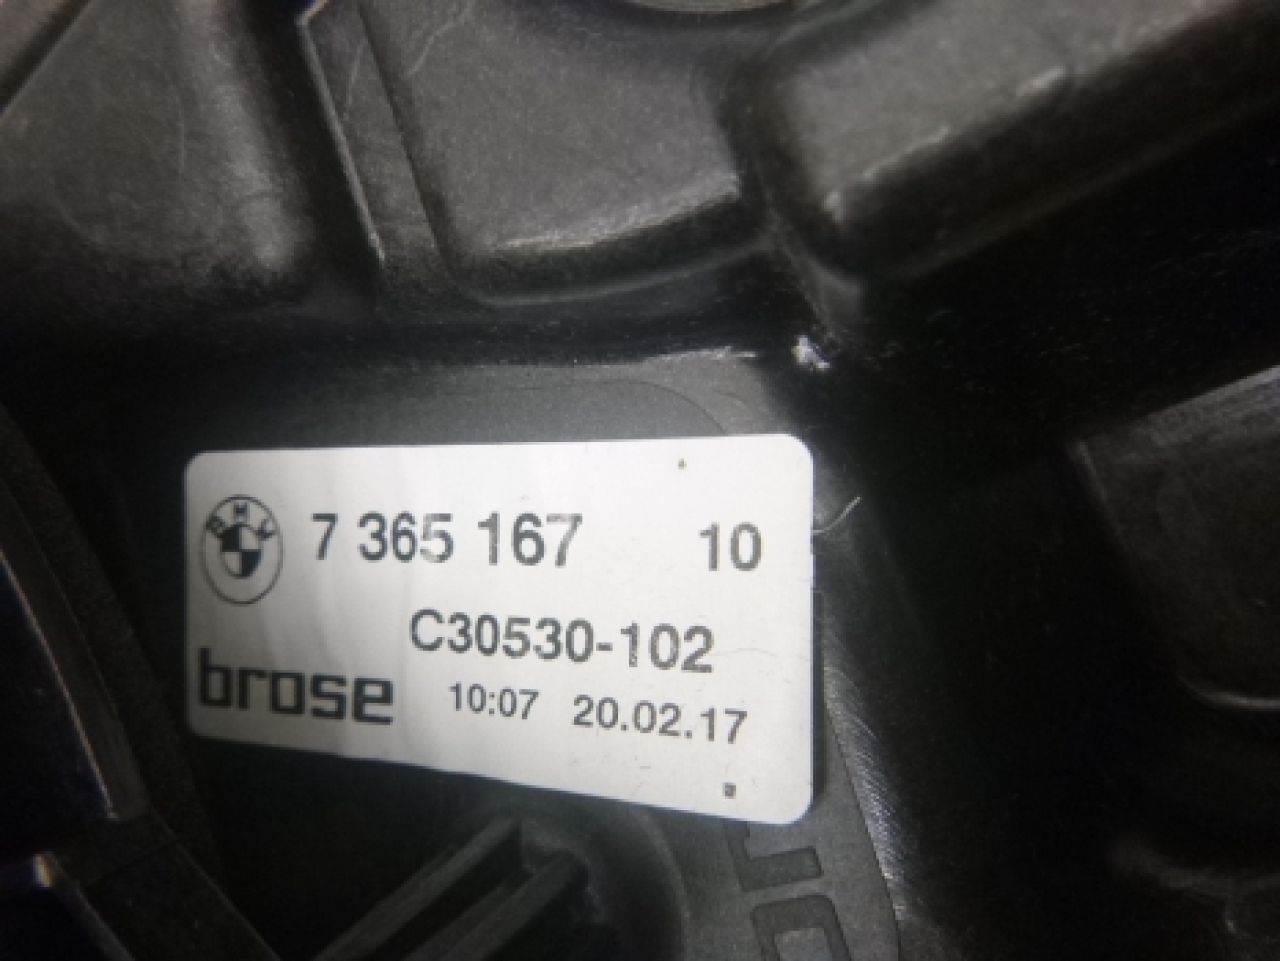 BMW 7 365 167 10
C30530-102
brose 10:07 20.02.17